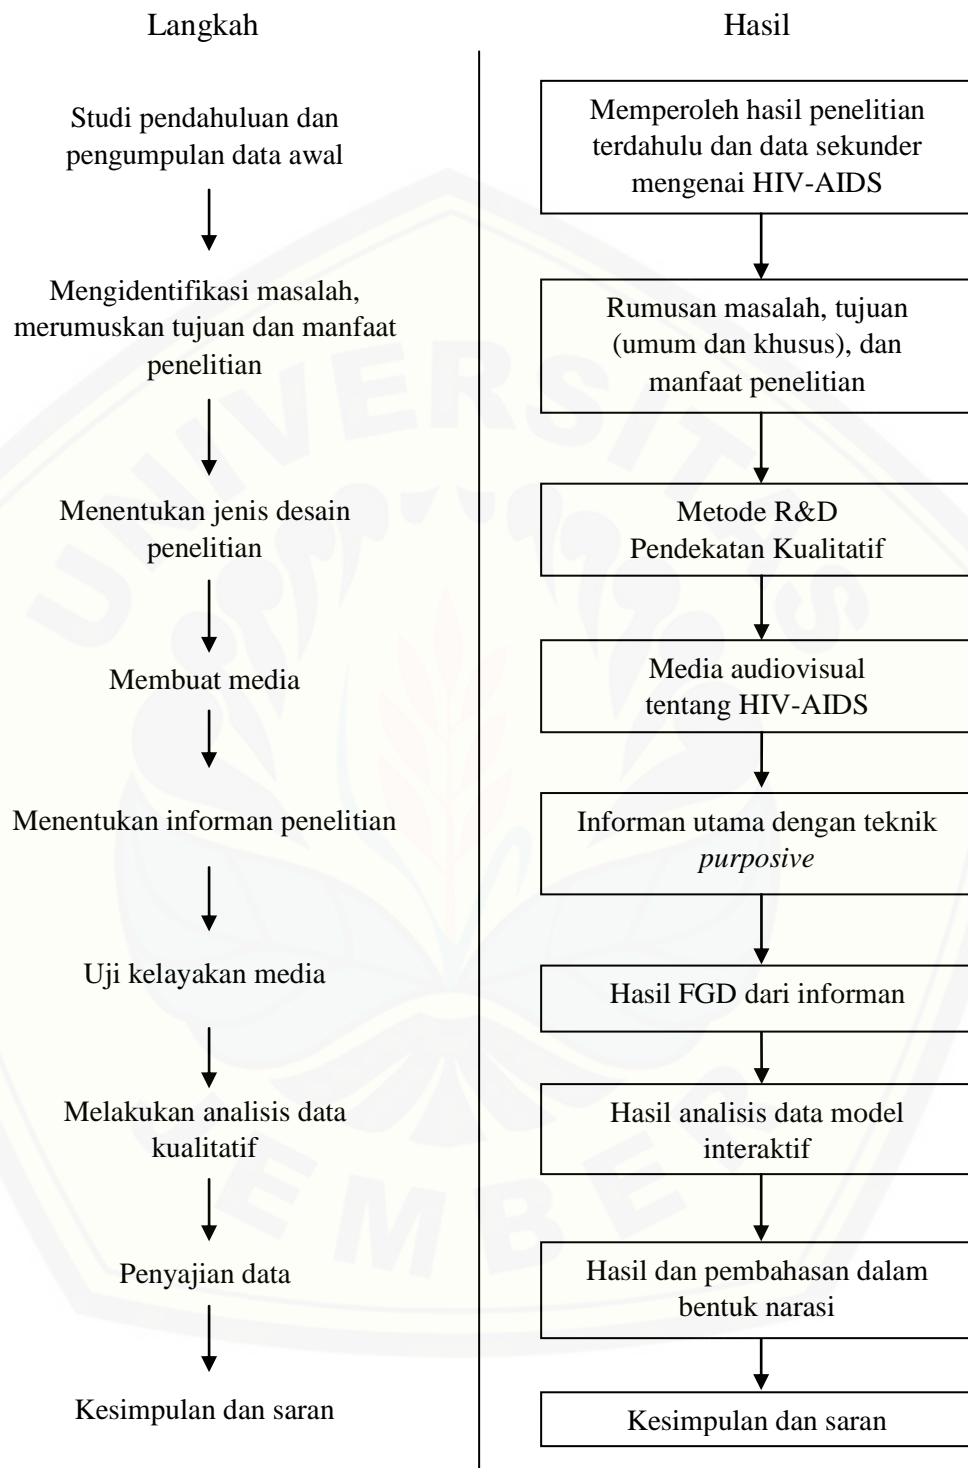 Langkah
Hasil
Studi pendahuluan dan
pengumpulan data awal
Memperoleh hasil penelitian
terdahulu dan data sekunder
mengenai HIV-AIDS
Mengidentifikasi masalah,
merumuskan tujuan dan manfaat
penelitian
Rumusan masalah, tujuan
(umum dan khusus), dan
manfaat penelitian
Menentukan jenis desain
penelitian
Metode R&D
Pendekatan Kualitatif
Membuat media
Media audiovisual
tentang HIV-AIDS
Menentukan informan penelitian
Informan utama dengan teknik
purposive
Uji kelayakan media
Hasil FGD dari informan
Melakukan analisis data
kualitatif
Hasil analisis data model
interaktif
Penyajian data
Hasil dan pembahasan dalam
bentuk narasi
Kesimpulan dan saran
Kesimpulan dan saran
UNIVERSITAS
JEMBER